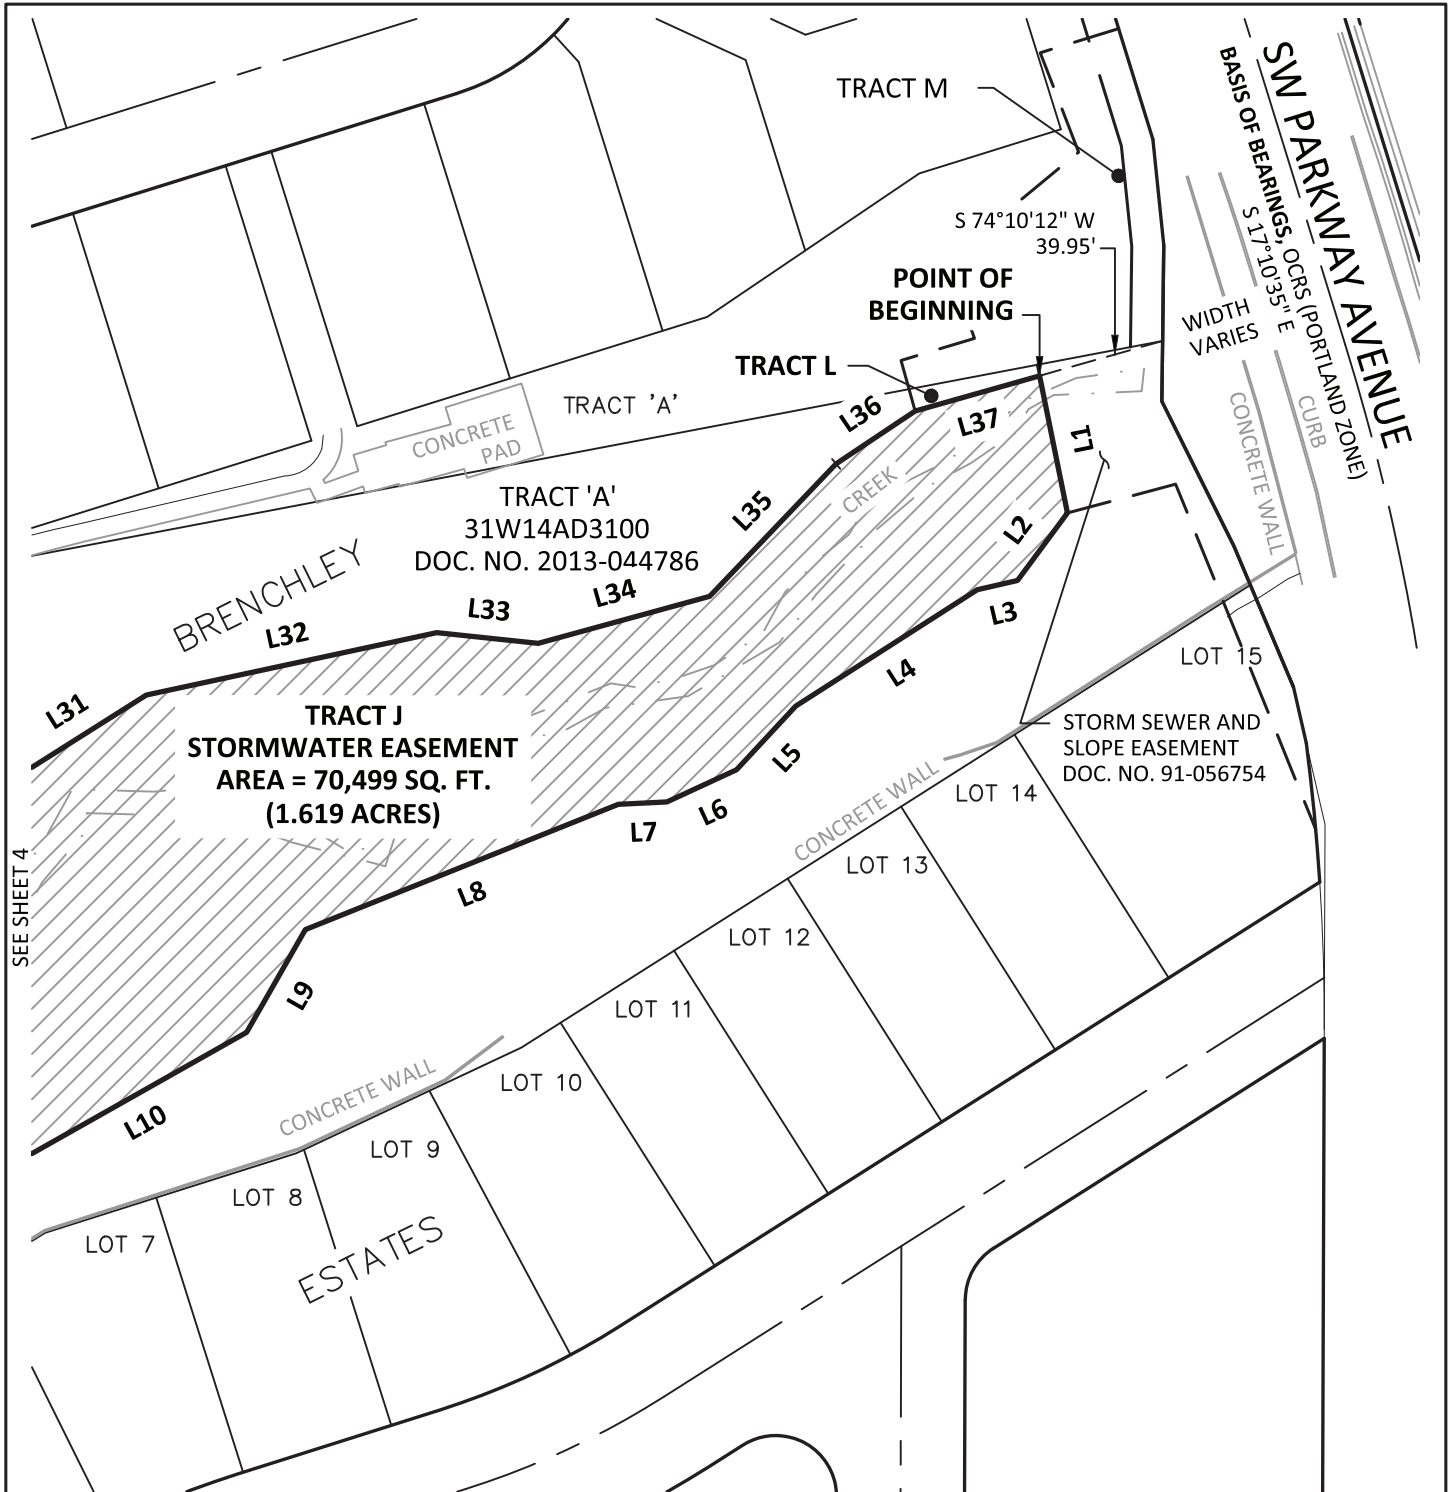 TRACT M
SW PARKWAY AVENUE
BASIS OF BEARINGS, OCRS (PORTLAND ZONE)
S 17°10'35" E
S 74°10'12" W
39.95'
POINT OF
BEGINNING
WIDTH
VARIES
TRACT L
TRACT 'A'
CONCRETE
PAD
L36
L37
L1
CURB
CONCRETE WALL
TRACT 'A'
31W14AD3100
DOC. NO. 2013-044786
L35
CREEK
L2
BRENCHLEY
L32
L33
L34
L3
L31
L4
LOT 15
TRACT J
STORMWATER EASEMENT
AREA = 70,499 SQ. FT.
(1.619 ACRES)
STORM SEWER AND
SLOPE EASEMENT
DOC. NO. 91-056754
L5
L6
L7
LOT 14
CONCRETE WALL
LOT 13
L8
SEE SHEET 4
LOT 12
L9
LOT 11
LOT 10
CONCRETE WALL
L10
LOT 9
LOT 8
LOT 7
ESTATES